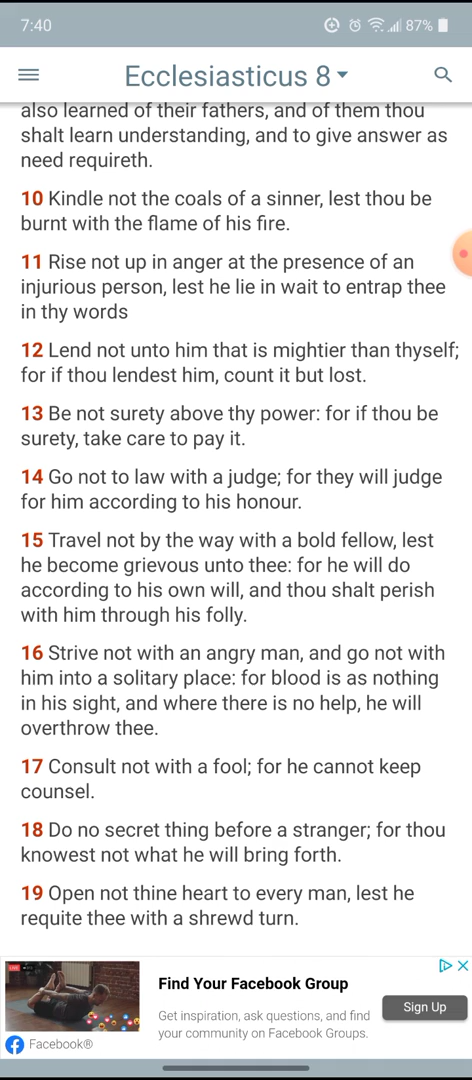 7:40
87%
Ecclesiasticus 8
also learned of their fathers, and of them thou
shalt learn understanding, and to give answer as
need requireth.
10 Kindle not the coals of a sinner, lest thou be
burnt with the flame of his fire.
11 Rise not up in anger at the presence of an
injurious person, lest he lie in wait to entrap thee
in thy words
12 Lend not unto him that is mightier than thyself;
for if thou lendest him, count it but lost.
13 Be not surety above thy power: for if thou be
surety, take care to pay it.
14 Go not to law with a judge; for they will judge
for him according to his honour.
15 Travel not by the way with a bold fellow, lest
he become grievous unto thee: for he will do
according to his own will, and thou shalt perish
with him through his folly.
16 Strive not with an angry man, and go not with
him into a solitary place: for blood is as nothing
in his sight, and where there is no help, he will
overthrow thee.
17 Consult not with a fool; for he cannot keep
counsel.
18 Do no secret thing before a stranger; for thou
knowest not what he will bring forth.
19 Open not thine heart to every man, lest he
requite thee with a shrewd turn.
LIVE
Find Your Facebook Group
Get inspiration, ask questions, and find
your community on Facebook Groups.
Sign Up
Facebook®